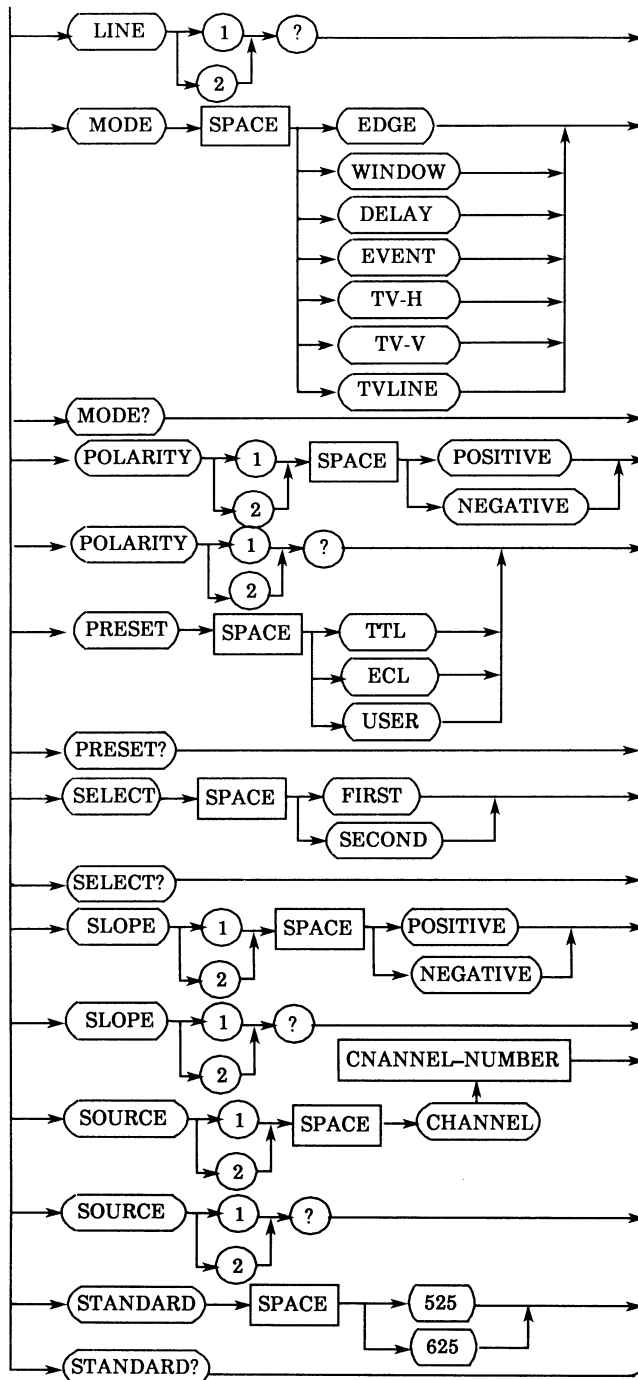 LINE 1 ?
2
MODE SPACE EDGE
WINDOW
DELAY
EVENT
TV-H
TV-V
TVLINE
MODE?
POLARITY 1 SPACE POSITIVE
2 NEGATIVE
POLARITY 1 ?
2
PRESET SPACE TTL
ECL
USER
PRESET?
SELECT SPACE FIRST
SECOND
SELECT?
SLOPE 1 SPACE POSITIVE
2 NEGATIVE
SLOPE 1 ?
2
CNANNEL–NUMBER
SOURCE 1 SPACE CHANNEL
2
SOURCE 1 ?
2
STANDARD SPACE 525
625
STANDARD?